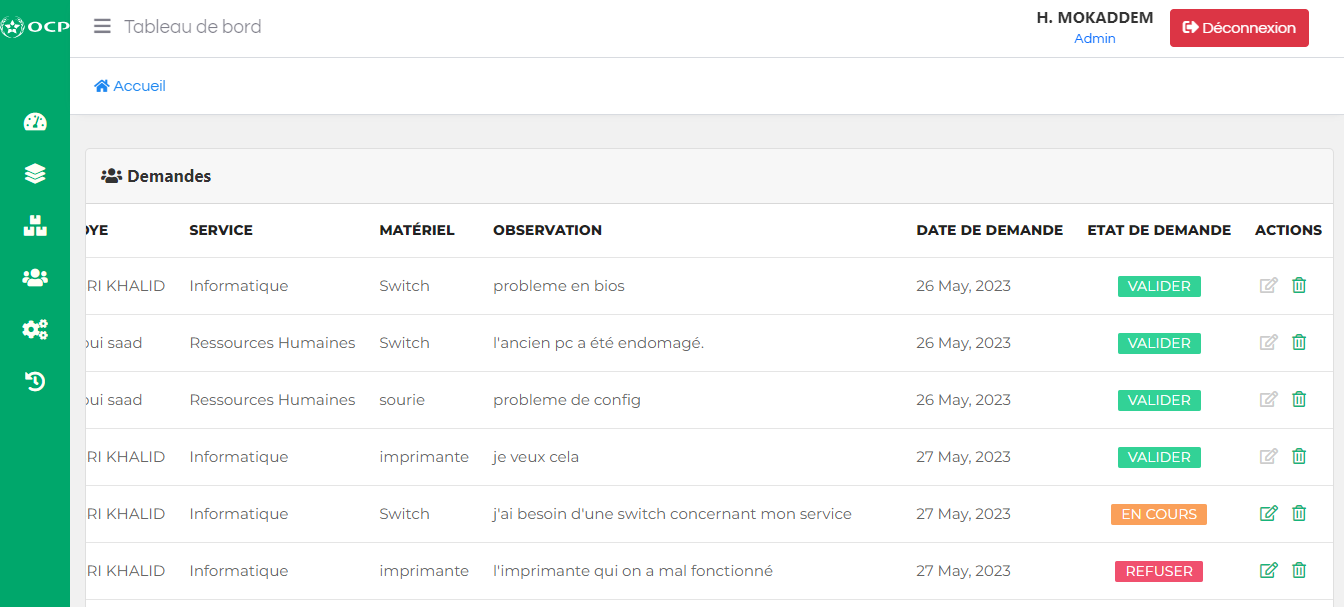 OCP
Tableau de bord
H. MOKADDEM
Admin
Déconnexion
Accueil
Demandes
SERVICE MATÉRIEL OBSERVATION DATE DE DEMANDE ETAT DE DEMANDE ACTIONS
RI KHALID Informatique Switch probleme en bios 26 May, 2023 VALIDER
saad Ressources Humaines Switch l'ancien pc a été endomagé. 26 May, 2023 VALIDER
saad Ressources Humaines sourie probleme de config 26 May, 2023 VALIDER
RI KHALID Informatique imprimante je veux cela 27 May, 2023 VALIDER
RI KHALID Informatique Switch j'ai besoin d'une switch concernant mon service 27 May, 2023 EN COURS
RI KHALID Informatique imprimante l'imprimante qui on a mal fonctionné 27 May, 2023 REFUSER